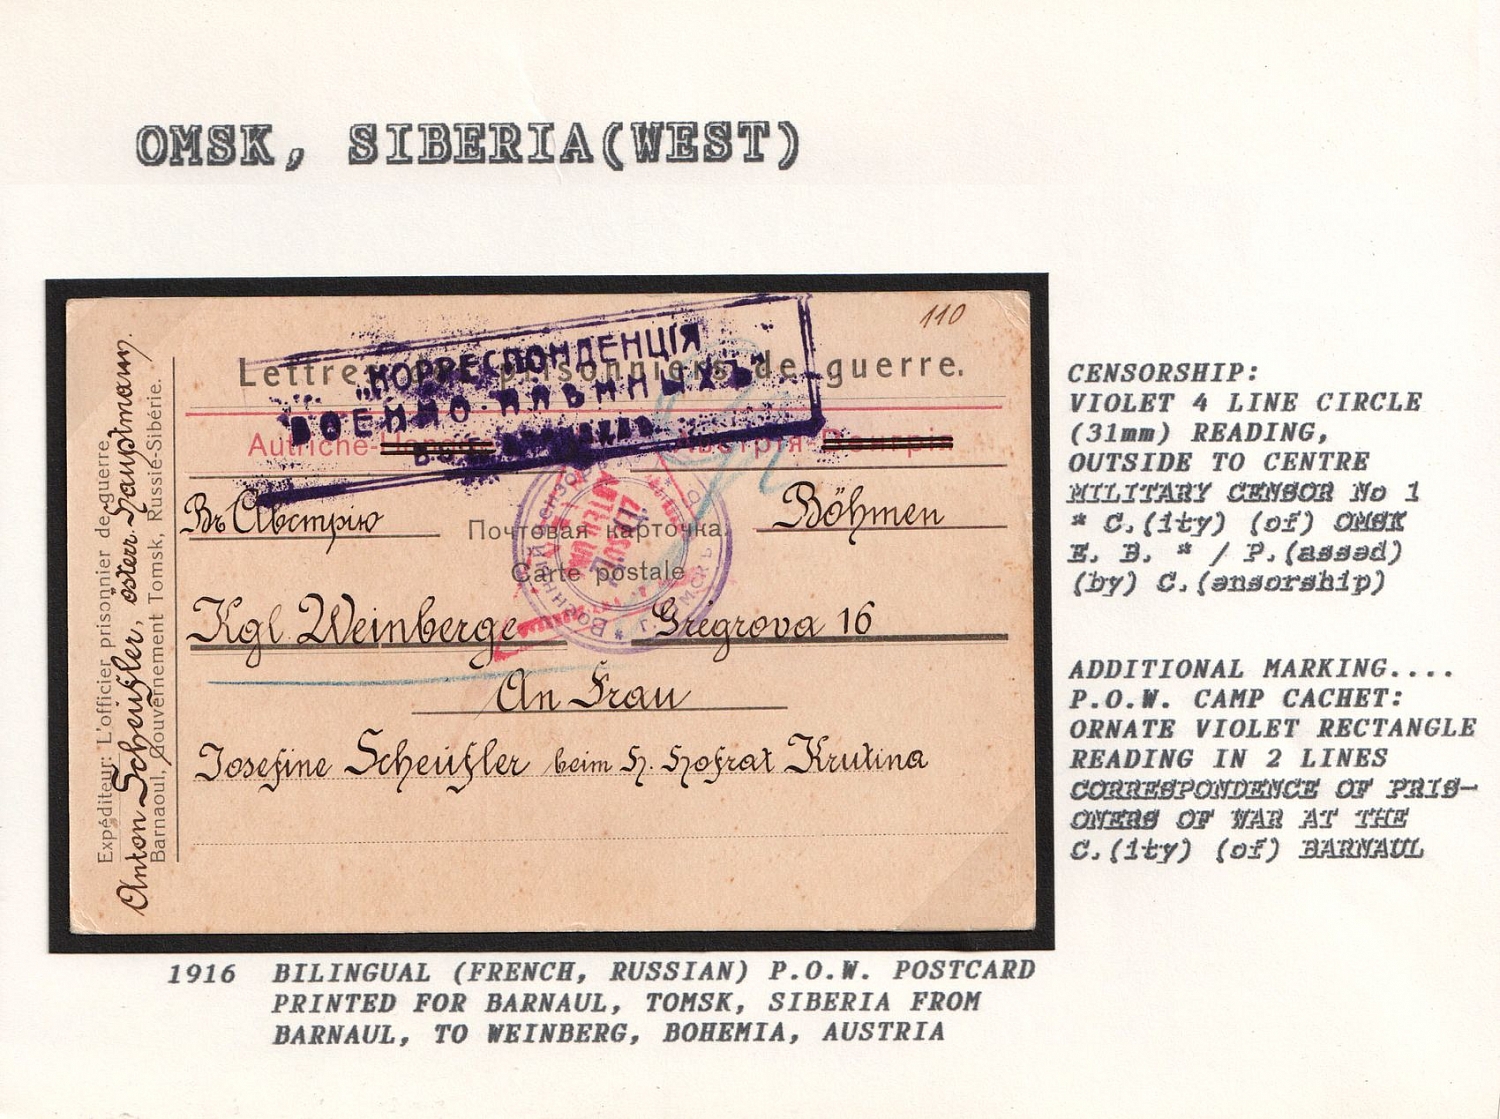 OMSK, SIBERIA(WEST)
110
Lettre prisonniers de guerre.
"КОРРЕСПОНДЕНЦІЯ
ВОЕННО-ПЛѢННЫХЪ"
Autriche-Hongrie Австрія-Венгрія
Въ Австрію Почтовая карточка. Böhmen
Carte postale
Kgl. Weinberge Gregrova 16
An Frau
Josefine Scheufler beim H. Hofrat Krutina
Expéditeur: L'officier prisonnier de guerre
Anton Scheufler, österr. Hauptmann.
Barnaoul, Gouvernement Tomsk, Russie-Sibérie.
CENSORSHIP:
VIOLET 4 LINE CIRCLE
(31mm) READING,
OUTSIDE TO CENTRE
MILITARY CENSOR No 1
* C.(ity) (of) OMSK
E. B. * / P.(assed)
(by) C.(ensorship)
ADDITIONAL MARKING....
P.O.W. CAMP CACHET:
ORNATE VIOLET RECTANGLE
READING IN 2 LINES
CORRESPONDENCE OF PRIS-
ONERS OF WAR AT THE
C.(ity) (of) BARNAUL
1916 BILINGUAL (FRENCH, RUSSIAN) P.O.W. POSTCARD
PRINTED FOR BARNAUL, TOMSK, SIBERIA FROM
BARNAUL, TO WEINBERG, BOHEMIA, AUSTRIA